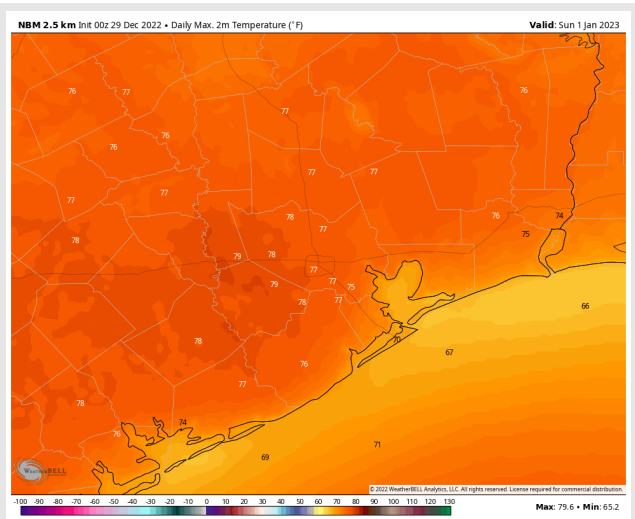 NBM 2.5 km Init 00z 29 Dec 2022 • Daily Max. 2m Temperature (°F)
Valid: Sun 1 Jan 2023
76 77 76
77
76
76
77 77
77
77
78 76 74
77 75
78
79 78
77
79 77 75
78 77
66
78 70
67
76
77
78
74
76
71
69
WEATHERBELL
© 2022 WeatherBELL Analytics, LLC. All rights reserved. License required for commercial distribution.
-100 -90 -80 -70 -60 -50 -40 -30 -20 -10 0 10 20 30 40 50 60 70 80 90 100 110 120 130
Max: 79.6 • Min: 65.2